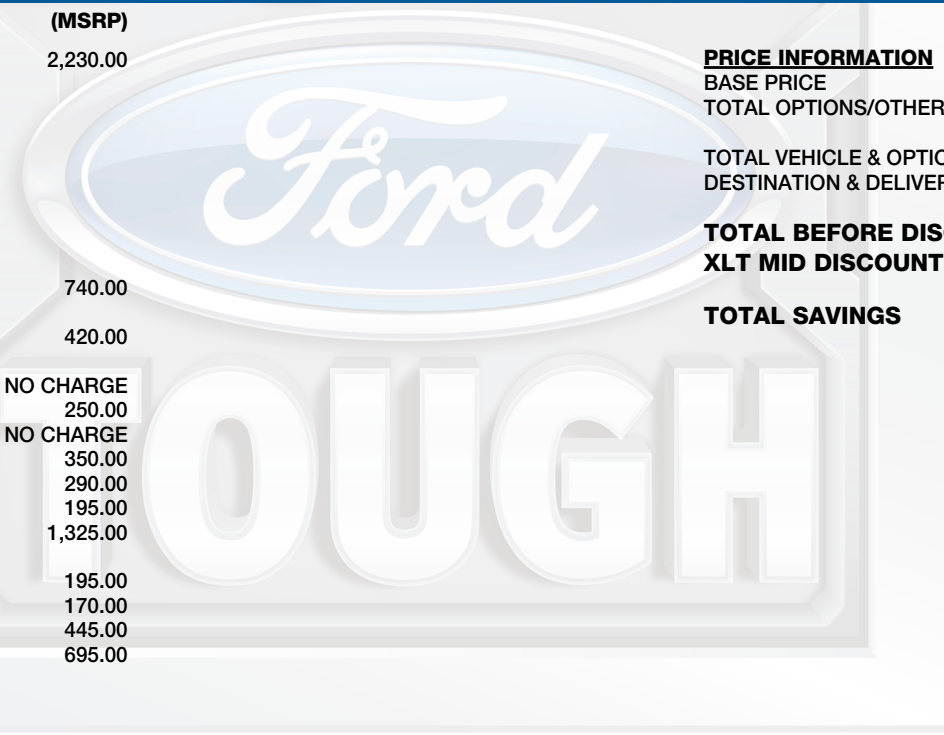 (MSRP)
2,230.00
740.00
420.00
NO CHARGE
250.00
NO CHARGE
350.00
290.00
195.00
1,325.00
195.00
170.00
445.00
695.00
PRICE INFORMATION
BASE PRICE
TOTAL OPTIONS/OTHER
TOTAL VEHICLE & OPTIO
DESTINATION & DELIVER
TOTAL BEFORE DISC
XLT MID DISCOUNT
TOTAL SAVINGS
Ford
TOUGH